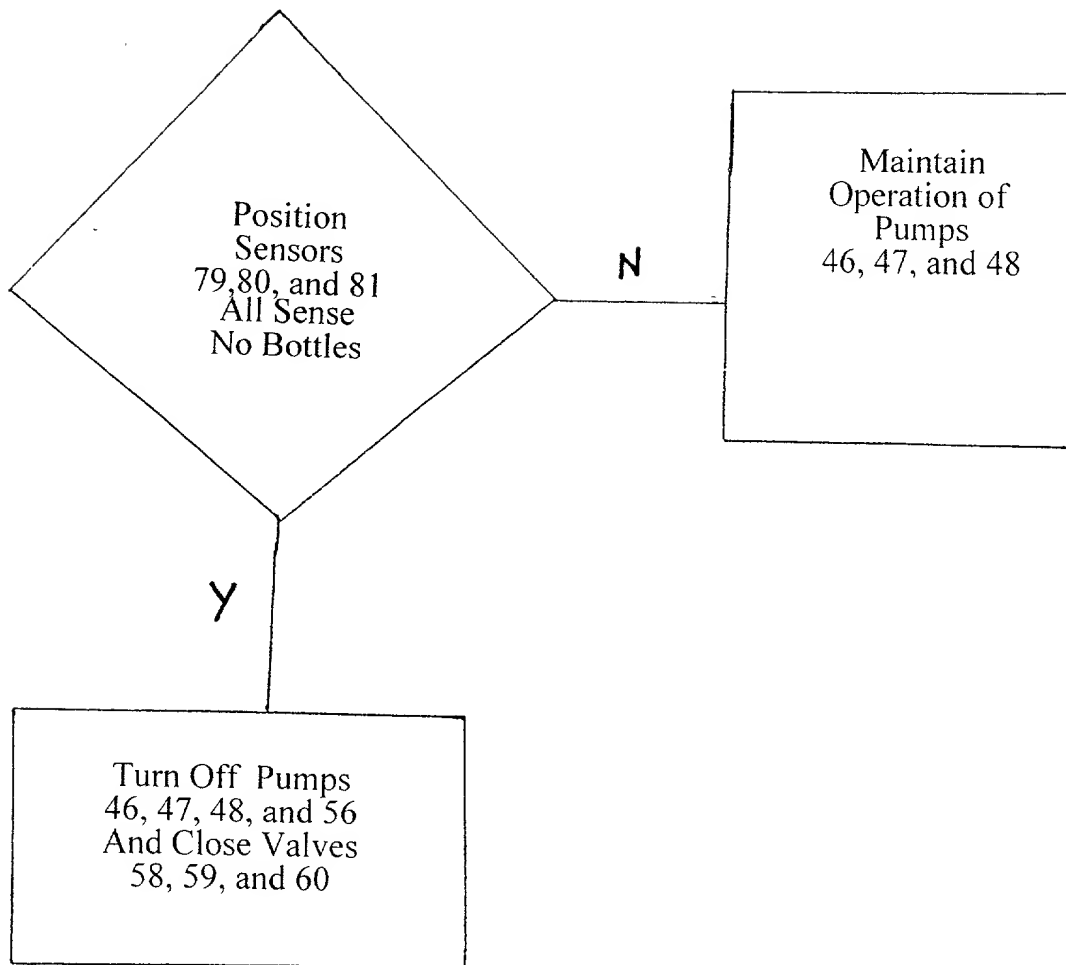 Position
Sensors
79,80, and 81
All Sense
No Bottles
N
Maintain
Operation of
Pumps
46, 47, and 48
Y
Turn Off Pumps
46, 47, 48, and 56
And Close Valves
58, 59, and 60